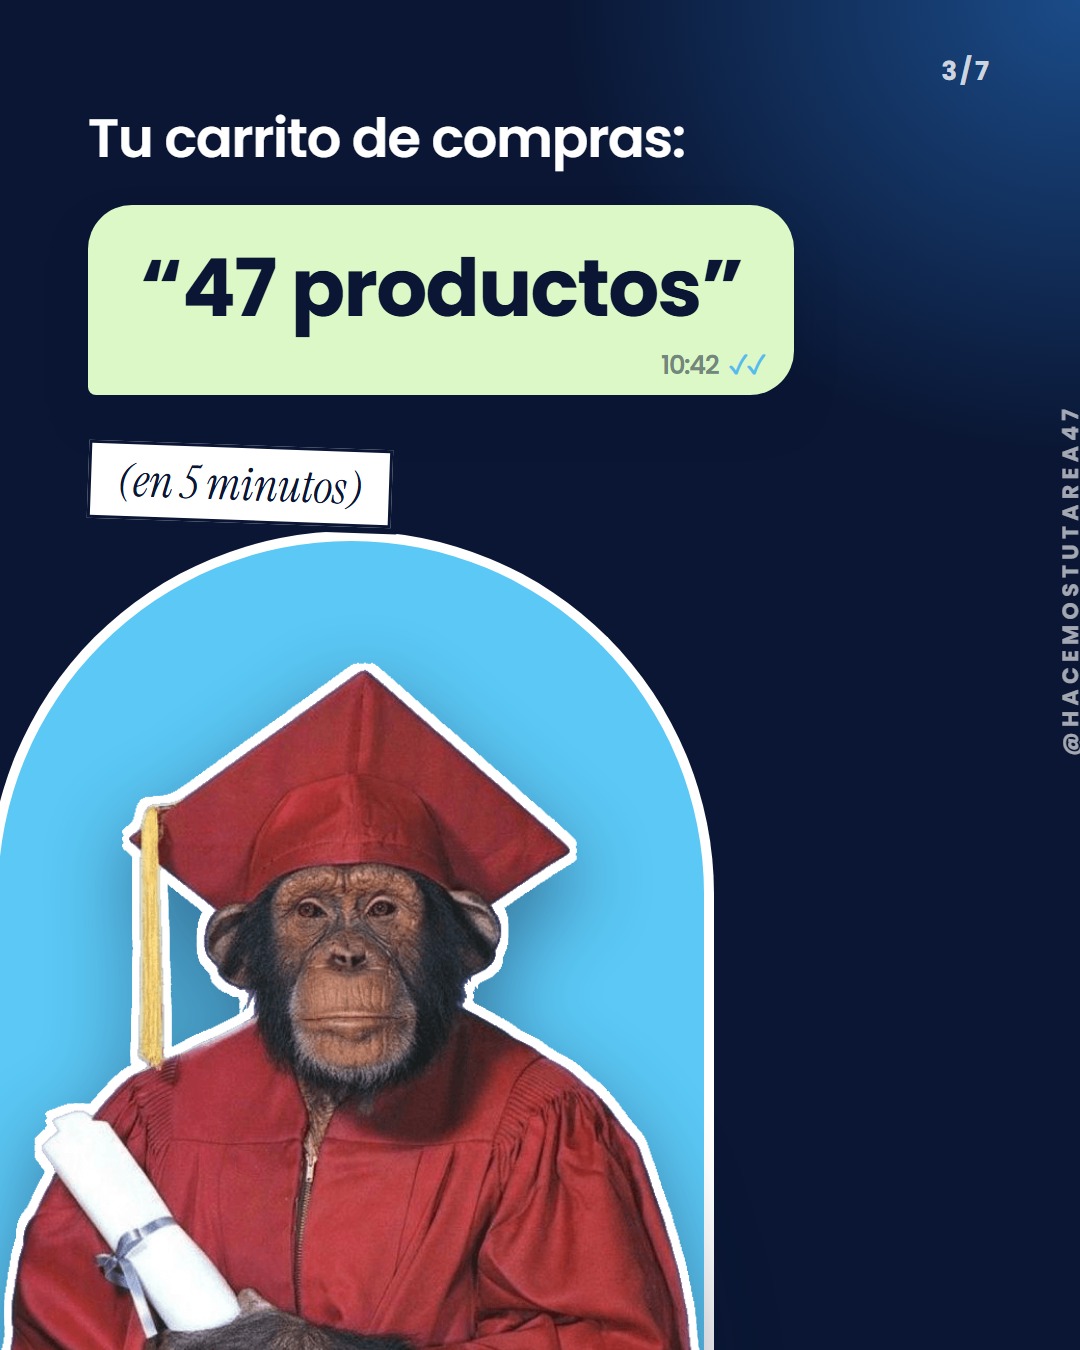 3/7
Tu carrito de compras:
“47 productos”
10:42 ✓✓
(en 5 minutos)
@HACEMOSTUTAREA47